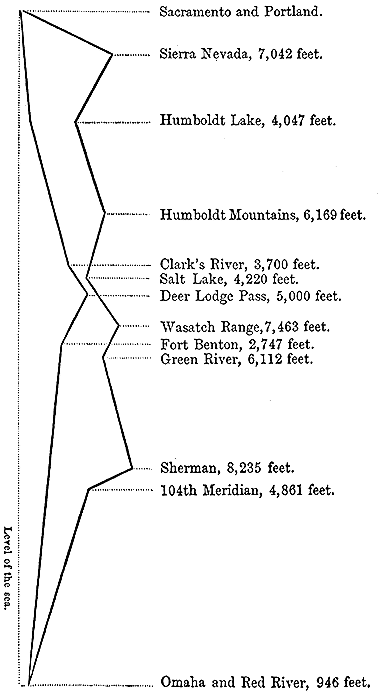 Sacramento and Portland.
Sierra Nevada, 7,042 feet.
Humboldt Lake, 4,047 feet.
Humboldt Mountains, 6,169 feet.
Clark's River, 3,700 feet.
Salt Lake, 4,220 feet.
Deer Lodge Pass, 5,000 feet.
Wasatch Range, 7,463 feet.
Fort Benton, 2,747 feet.
Green River, 6,112 feet.
Sherman, 8,235 feet.
104th Meridian, 4,861 feet.
Level of the sea.
Omaha and Red River, 946 feet.